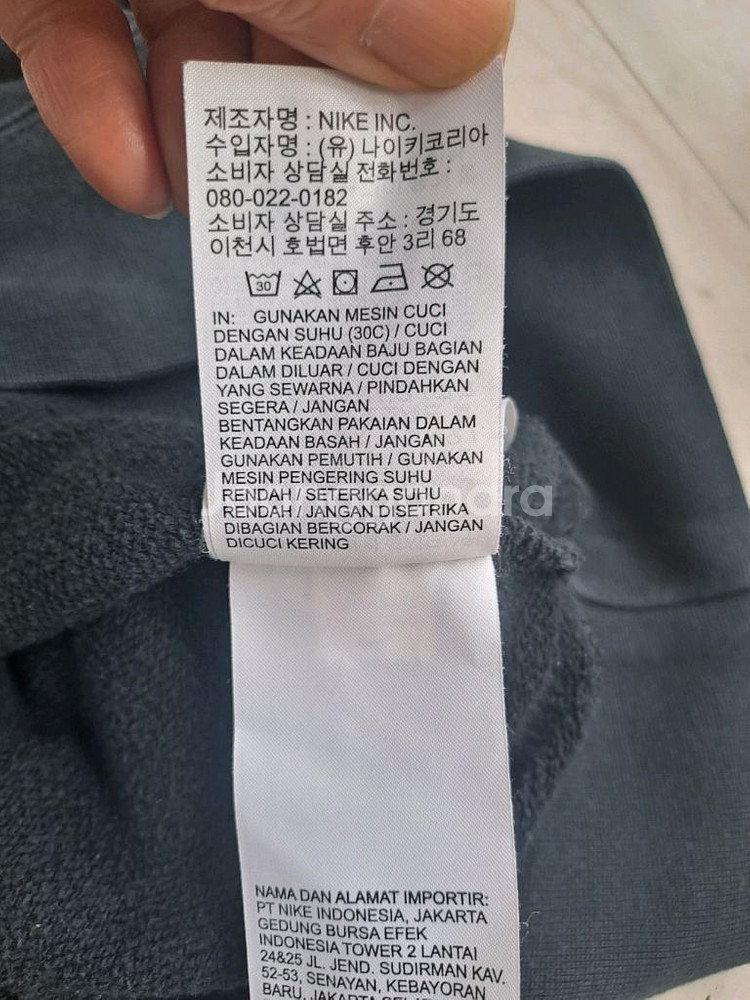 제조자명 : NIKE INC.
수입자명 : (유) 나이키코리아
소비자 상담실 전화번호 :
080-022-0182
소비자 상담실 주소 : 경기도
이천시 호법면 후안 3리 68
30
IN: GUNAKAN MESIN CUCI
DENGAN SUHU (30C) / CUCI
DALAM KEADAAN BAJU BAGIAN
DALAM DILUAR / CUCI DENGAN
YANG SEWARNA / PINDAHKAN
SEGERA / JANGAN
BENTANGKAN PAKAIAN DALAM
KEADAAN BASAH / JANGAN
GUNAKAN PEMUTIH / GUNAKAN
MESIN PENGERING SUHU
RENDAH / SETERIKA SUHU
RENDAH / JANGAN DISETRIKA
DIBAGIAN BERCORAK / JANGAN
DICUCI KERING
NAMA DAN ALAMAT IMPORTIR:
PT NIKE INDONESIA, JAKARTA
GEDUNG BURSA EFEK
INDONESIA TOWER 2 LANTAI
24&25 JL. JEND. SUDIRMAN KAV.
52-53, SENAYAN, KEBAYORAN
BARU, JAKARTA